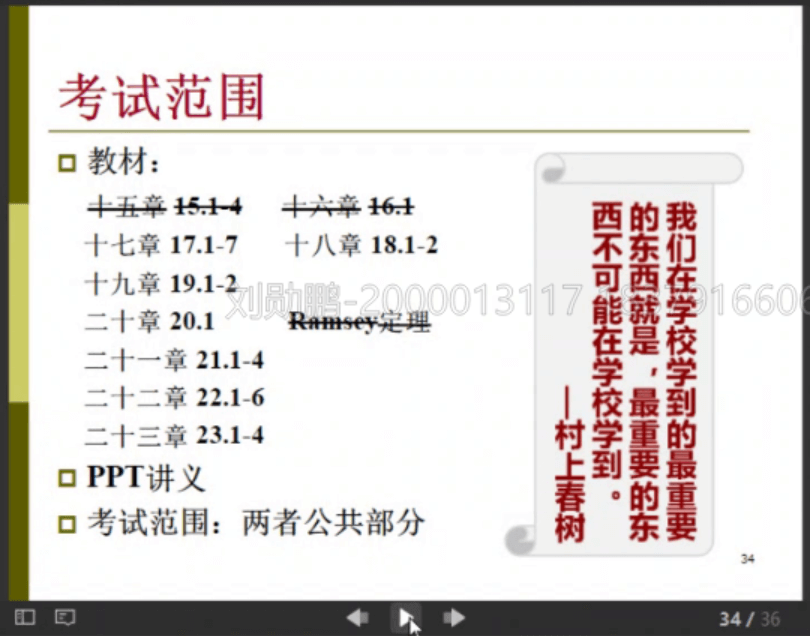 考试范围
教材：
十五章 15.1-4 十六章 16.1
十七章 17.1-7 十八章 18.1-2
十九章 19.1-2
二十章 20.1 Ramsey定理
二十一章 21.1-4
二十二章 22.1-6
二十三章 23.1-4
PPT讲义
考试范围：两者公共部分
我们在学校学到的最重要
的东西就是，最重要的东
西不可能在学校学到。
—村上春树
刘勋鹏-2000013117
34
34 / 36